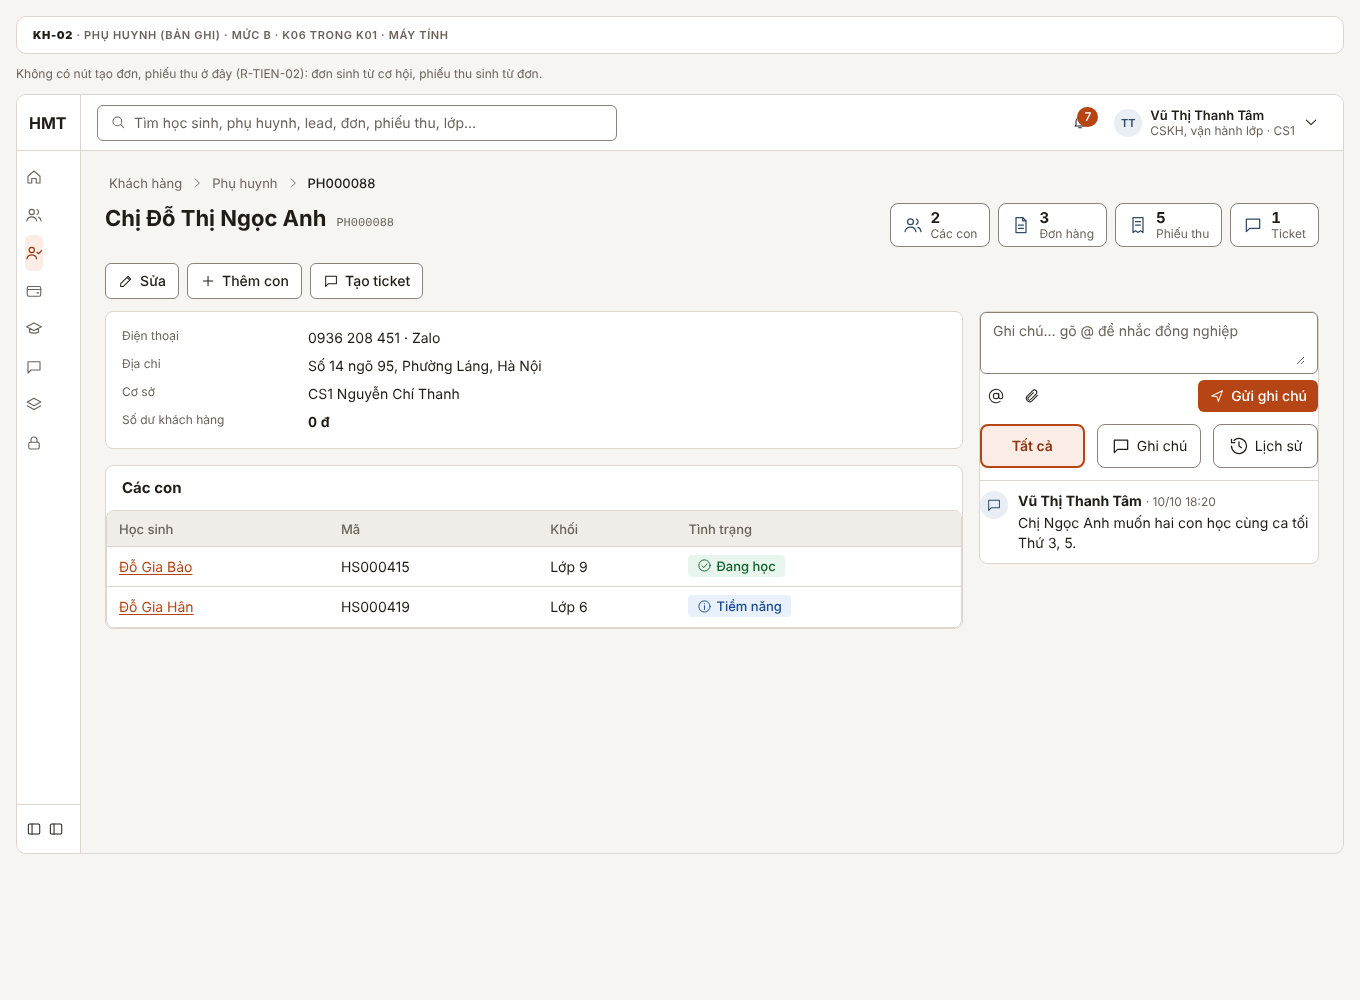 KH-02 · PHỤ HUYNH (BẢN GHI) · MỨC B · K06 TRONG K01 · MÁY TÍNH
Không có nút tạo đơn, phiếu thu ở đây (R-TIEN-02): đơn sinh từ cơ hội, phiếu thu sinh từ đơn.
HMT
Tìm học sinh, phụ huynh, lead, đơn, phiếu thu, lớp...
7
TT
Vũ Thị Thanh Tâm
CSKH, vận hành lớp · CS1
Khách hàng
Phụ huynh
PH000088
Chị Đỗ Thị Ngọc Anh PH000088
2
Các con
3
Đơn hàng
5
Phiếu thu
1
Ticket
Sửa
Thêm con
Tạo ticket
Điện thoại
0936 208 451 · Zalo
Địa chỉ
Số 14 ngõ 95, Phường Láng, Hà Nội
Cơ sở
CS1 Nguyễn Chí Thanh
Số dư khách hàng
0 đ
Các con
Học sinh Mã Khối Tình trạng
Đỗ Gia Bảo HS000415 Lớp 9 Đang học
Đỗ Gia Hân HS000419 Lớp 6 Tiềm năng
Ghi chú... gõ @ để nhắc đồng nghiệp
Gửi ghi chú
Tất cả
Ghi chú
Lịch sử
Vũ Thị Thanh Tâm · 10/10 18:20
Chị Ngọc Anh muốn hai con học cùng ca tối
Thứ 3, 5.